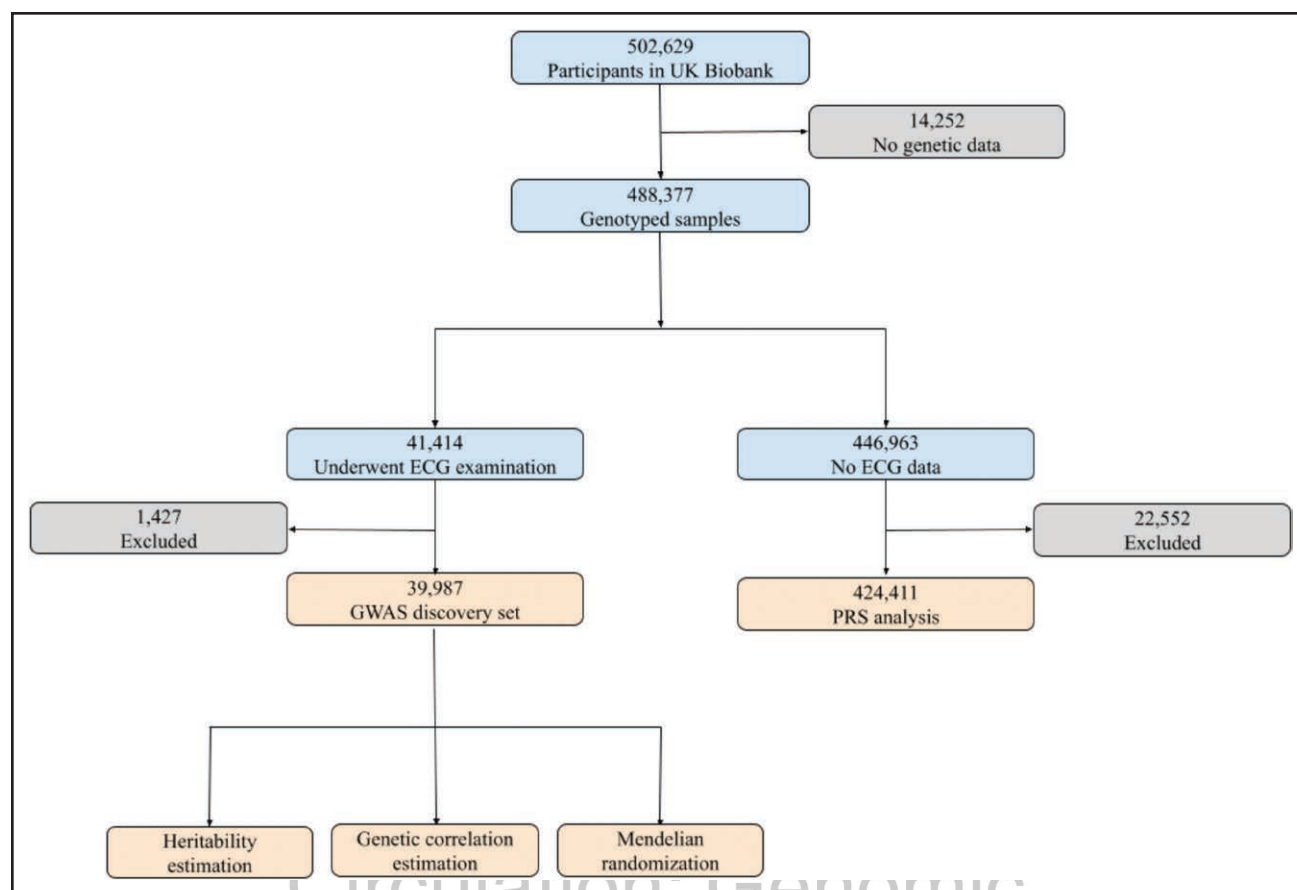 502,629
Participants in UK Biobank
14,252
No genetic data
488,377
Genotyped samples
41,414
Underwent ECG examination
446,963
No ECG data
1,427
Excluded
22,552
Excluded
39,987
GWAS discovery set
424,411
PRS analysis
Heritability
estimation
Genetic correlation
estimation
Mendelian
randomization
Circulation: Genomic